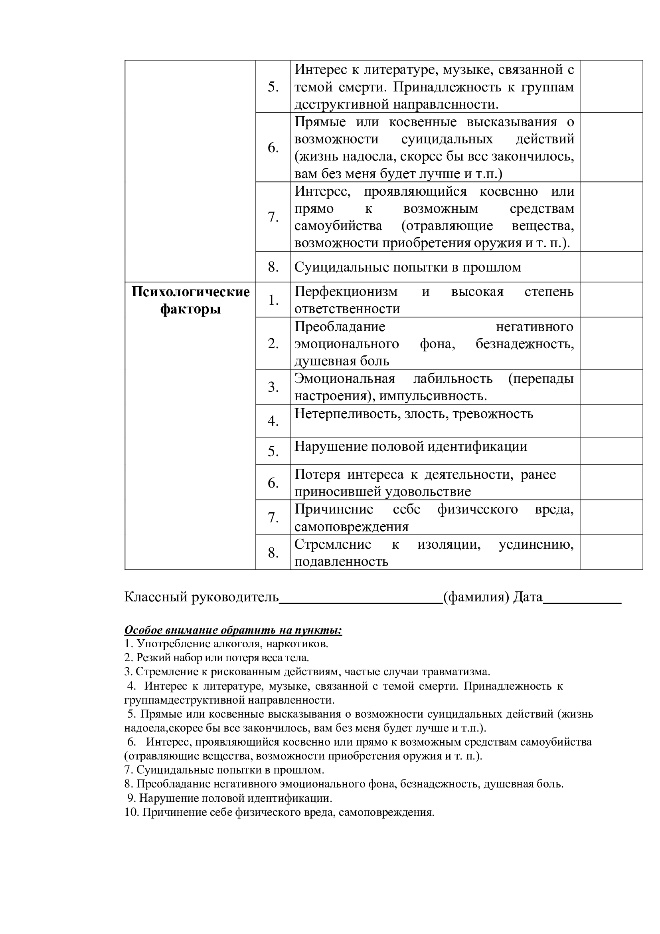 5.
Интерес к литературе, музыке, связанной с
темой смерти. Принадлежность к группам
деструктивной направленности.
6.
Прямые или косвенные высказывания о
возможности суицидальных действий
(жизнь надоела, скорее бы все закончилось,
вам без меня будет лучше и т.п.)
7.
Интерес, проявляющийся косвенно или
прямо к возможным средствам
самоубийства (отравляющие вещества,
возможности приобретения оружия и т. п.).
8. Суицидальные попытки в прошлом
Психологические
факторы
1.
Перфекционизм и высокая степень
ответственности
2.
Преобладание негативного
эмоционального фона, безнадежность,
душевная боль
3.
Эмоциональная лабильность (перепады
настроения), импульсивность.
4. Нетерпеливость, злость, тревожность
5. Нарушение половой идентификации
6.
Потеря интереса к деятельности, ранее
приносившей удовольствие
7.
Причинение себе физического вреда,
самоповреждения
8.
Стремление к изоляции, уединению,
подавленность
Классный руководитель_______________________(фамилия) Дата___________
Особое внимание обратить на пункты:
1. Употребление алкоголя, наркотиков.
2. Резкий набор или потеря веса тела.
3. Стремление к рискованным действиям, частые случаи травматизма.
4. Интерес к литературе, музыке, связанной с темой смерти. Принадлежность к
группамдеструктивной направленности.
5. Прямые или косвенные высказывания о возможности суицидальных действий (жизнь
надоела,скорее бы все закончилось, вам без меня будет лучше и т.п.).
6. Интерес, проявляющийся косвенно или прямо к возможным средствам самоубийства
(отравляющие вещества, возможности приобретения оружия и т. п.).
7. Суицидальные попытки в прошлом.
8. Преобладание негативного эмоционального фона, безнадежность, душевная боль.
9. Нарушение половой идентификации.
10. Причинение себе физического вреда, самоповреждения.